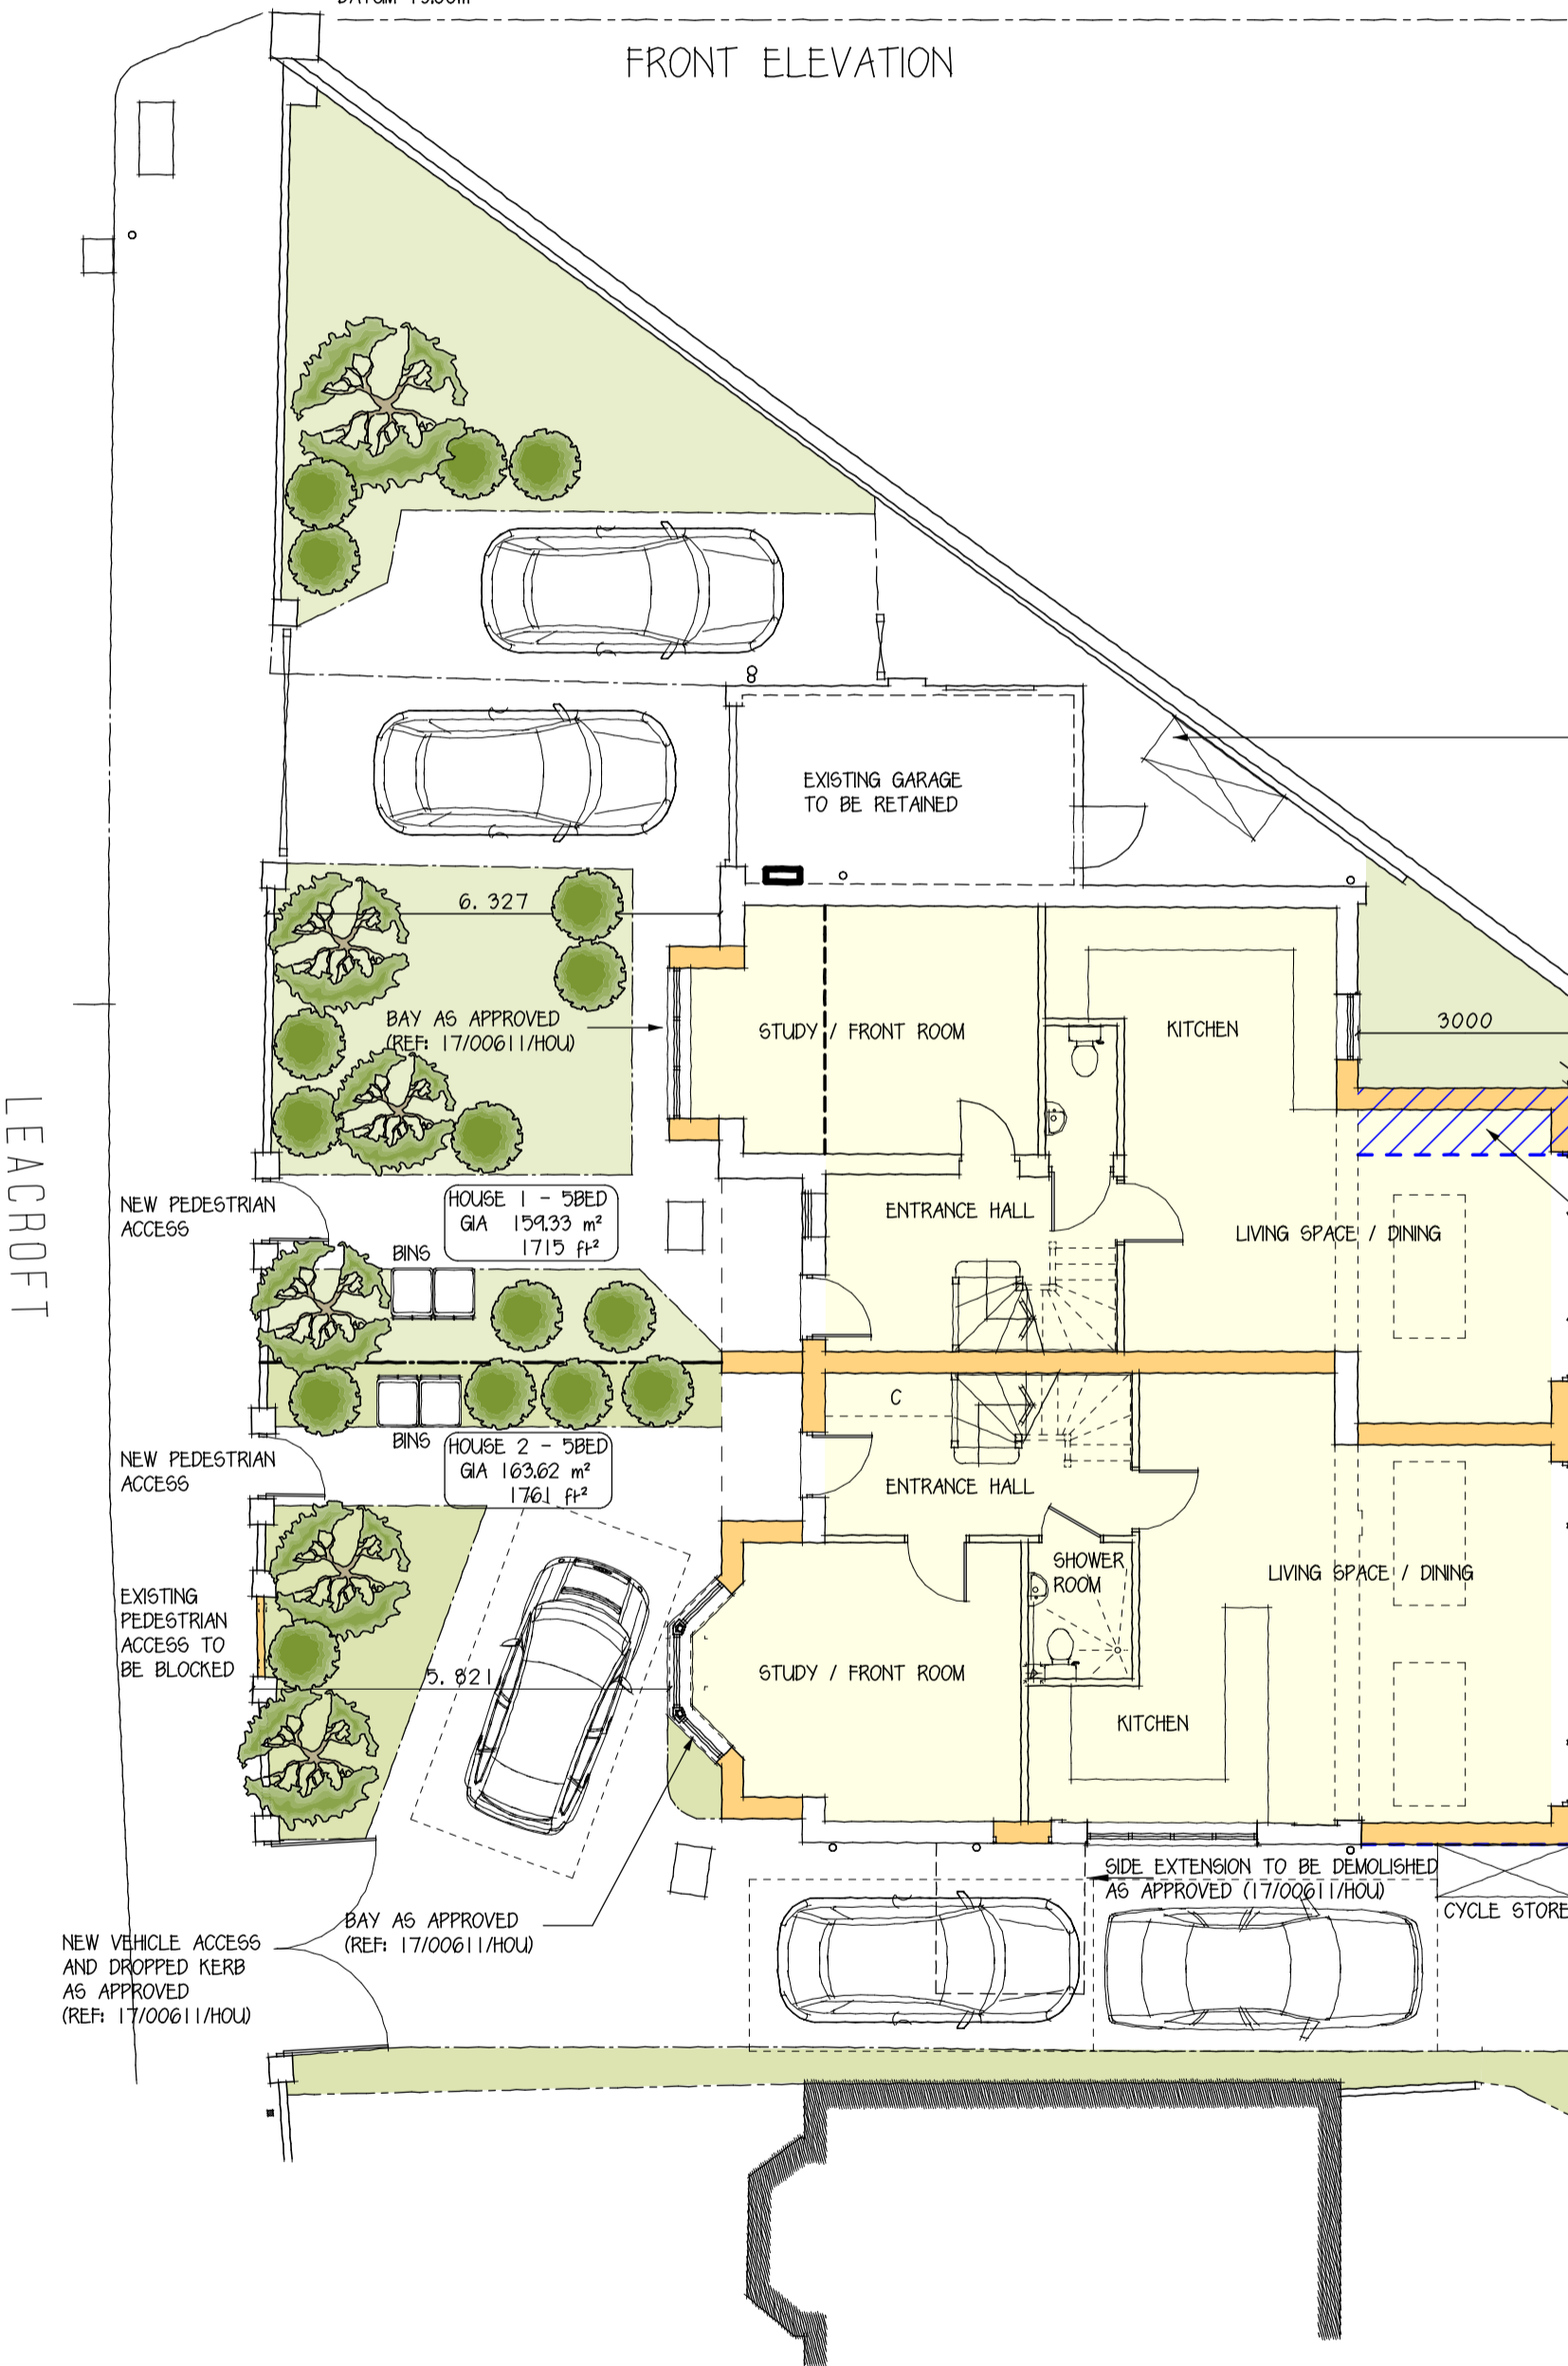 FRONT ELEVATION
EXISTING GARAGE
TO BE RETAINED
6.327
BAY AS APPROVED
(REF: 17/00611/HOU)
STUDY / FRONT ROOM
KITCHEN
3000
LEACROFT
NEW PEDESTRIAN
ACCESS
HOUSE 1 - 5BED
GIA 159.33 m²
1715 ft²
ENTRANCE HALL
LIVING SPACE / DINING
BINS
C
BINS
NEW PEDESTRIAN
ACCESS
HOUSE 2 - 5BED
GIA 163.62 m²
1761 ft²
ENTRANCE HALL
SHOWER
ROOM
LIVING SPACE / DINING
EXISTING
PEDESTRIAN
ACCESS TO
BE BLOCKED
5.821
STUDY / FRONT ROOM
KITCHEN
SIDE EXTENSION TO BE DEMOLISHED
AS APPROVED (17/00611/HOU)
CYCLE STORE
BAY AS APPROVED
(REF: 17/00611/HOU)
NEW VEHICLE ACCESS
AND DROPPED KERB
AS APPROVED
(REF: 17/00611/HOU)